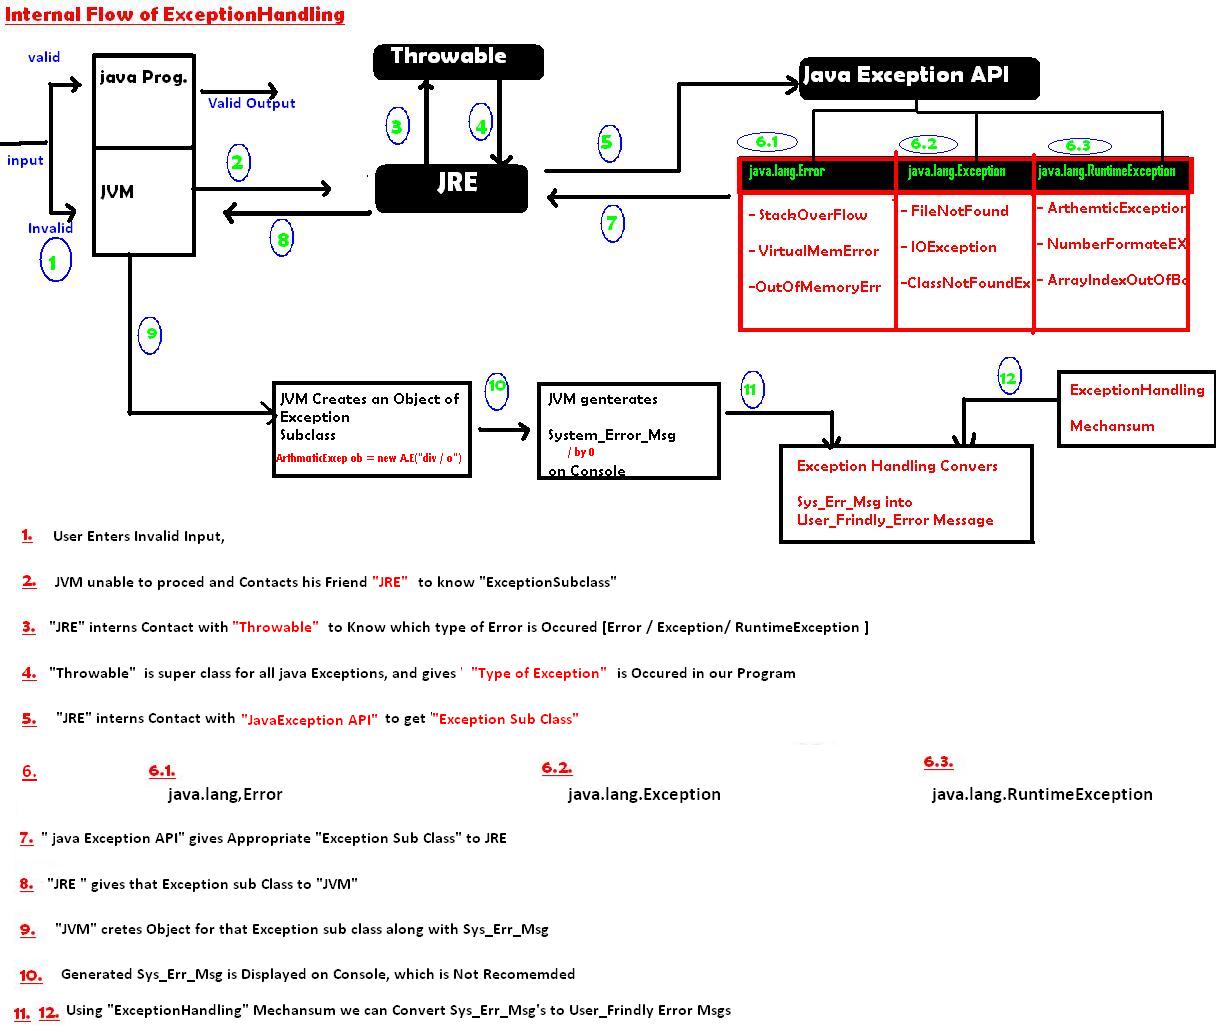 Internal Flow of ExceptionHandling
valid
input
Invalid
1
java Prog.
JVM
Valid Output
2
8
Throwable
3
4
JRE
5
7
Java Exception API
6.1
6.2
6.3
java.lang.Error
java.lang.Exception
java.lang.RuntimeException
- StackOverFlow
- VirtualMemError
-OutOfMemoryErr
- FileNotFound
- IOException
-ClassNotFoundEx
- ArthemticException
- NumberFormateEX
- ArrayIndexOutOfBo
9
JVM Creates an Object of
Exception
Subclass
ArthmaticExcep ob = new A.E("div / o")
10
JVM genterates
System_Error_Msg
/ by 0
on Console
11
12
ExceptionHandling
Mechansum
Exception Handling Convers
Sys_Err_Msg into
User_Frindly_Error Message
1. User Enters Invalid Input,
2. JVM unable to proced and Contacts his Friend "JRE" to know "ExceptionSubclass"
3. "JRE" interns Contact with "Throwable" to Know which type of Error is Occured [Error / Exception/ RuntimeException ]
4. "Throwable" is super class for all java Exceptions, and gives ' "Type of Exception" is Occured in our Program
5. "JRE" interns Contact with "JavaException API" to get '"Exception Sub Class"
6. 6.1. 6.2. 6.3.
java.lang,Error java.lang.Exception java.lang.RuntimeException
7. " java Exception API" gives Appropriate "Exception Sub Class" to JRE
8. "JRE " gives that Exception sub Class to "JVM"
9. "JVM" cretes Object for that Exception sub class along with Sys_Err_Msg
10. Generated Sys_Err_Msg is Displayed on Console, which is Not Recomemded
11. 12. Using "ExceptionHandling" Mechansum we can Convert Sys_Err_Msg's to User_Frindly Error Msgs